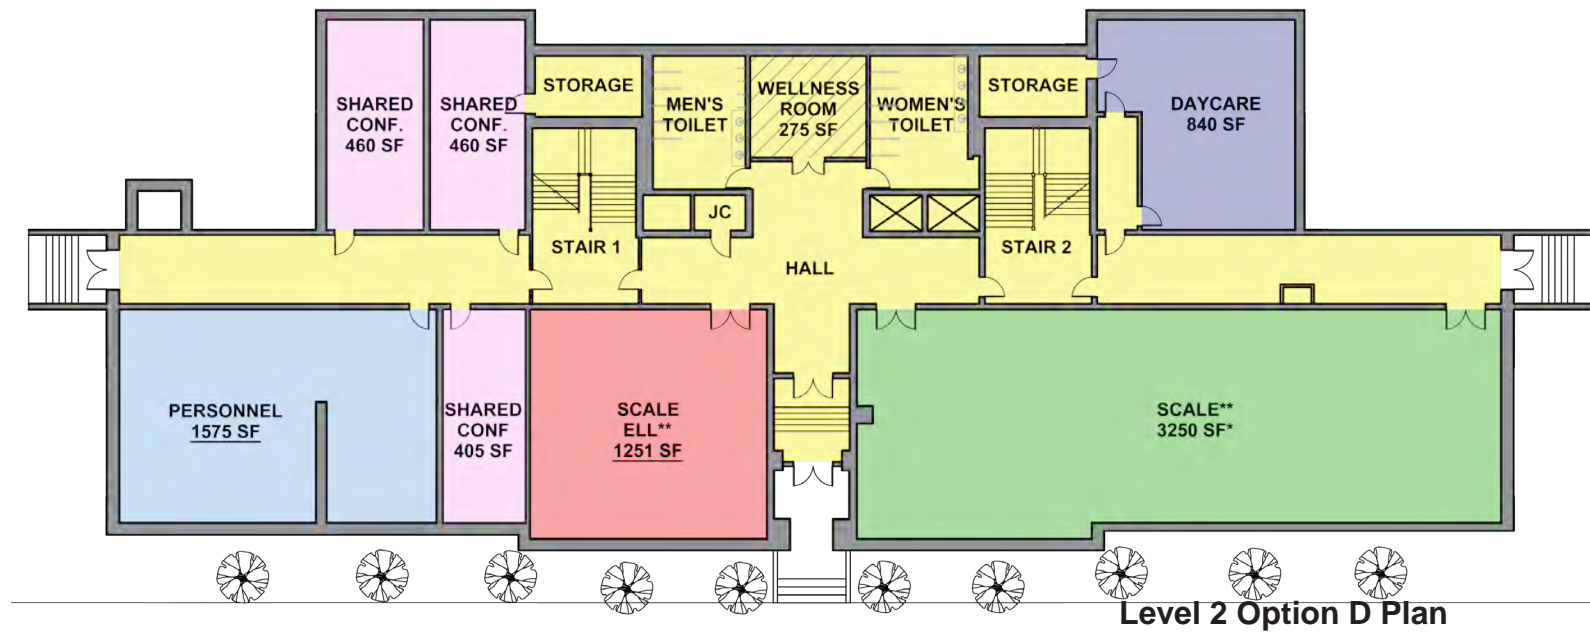 SHARED
CONF.
460 SF
SHARED
CONF.
460 SF
STORAGE
MEN'S
TOILET
WELLNESS
ROOM
275 SF
WOMEN'S
TOILET
STORAGE
DAYCARE
840 SF
JC
STAIR 1
HALL
STAIR 2
PERSONNEL
1575 SF
SHARED
CONF
405 SF
SCALE
ELL**
1251 SF
SCALE**
3250 SF*
Level 2 Option D Plan